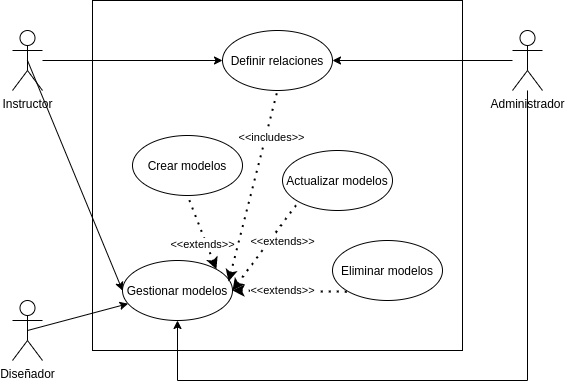 Definir relaciones
Instructor
Administrador
<<includes>>
Crear modelos
Actualizar modelos
<<extends>>
<<extends>>
Eliminar modelos
Gestionar modelos
<<extends>>
Diseñador